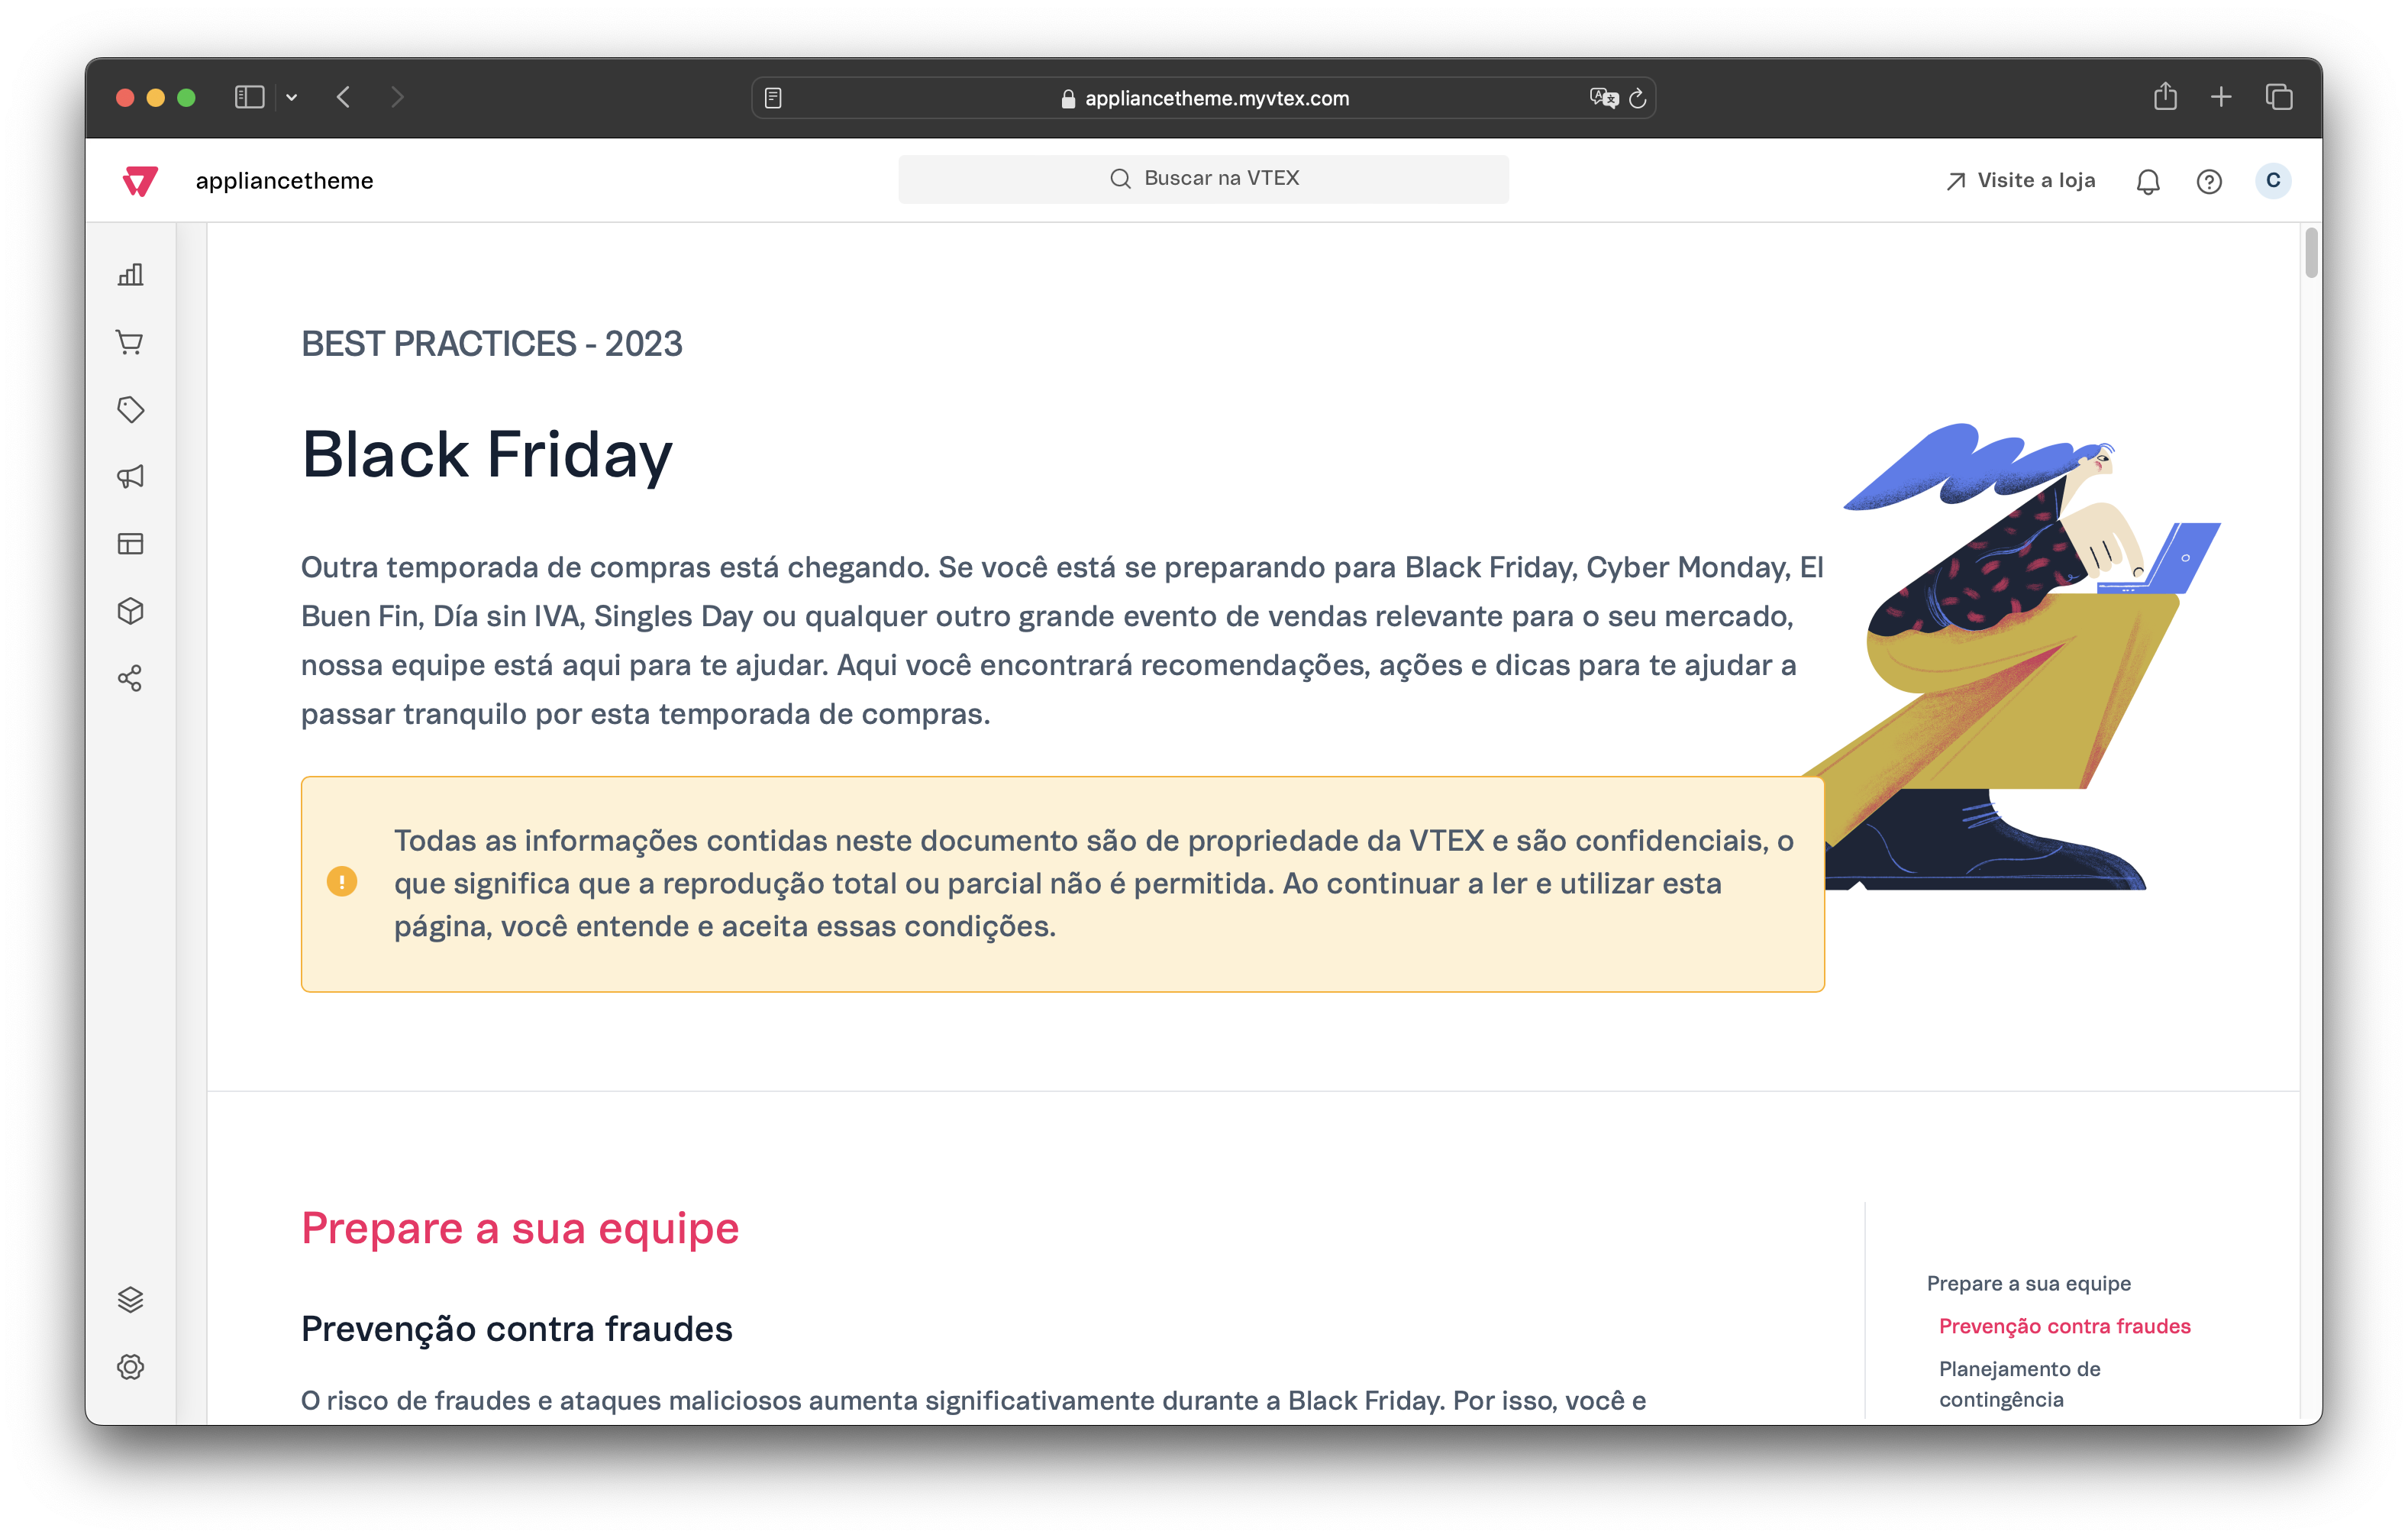 appliancetheme.myvtex.com
appliancetheme
Buscar na VTEX
Visite a loja
C
BEST PRACTICES - 2023
Black Friday
Outra temporada de compras está chegando. Se você está se preparando para Black Friday, Cyber Monday, El
Buen Fin, Día sin IVA, Singles Day ou qualquer outro grande evento de vendas relevante para o seu mercado,
nossa equipe está aqui para te ajudar. Aqui você encontrará recomendações, ações e dicas para te ajudar a
passar tranquilo por esta temporada de compras.
Todas as informações contidas neste documento são de propriedade da VTEX e são confidenciais, o
que significa que a reprodução total ou parcial não é permitida. Ao continuar a ler e utilizar esta
página, você entende e aceita essas condições.
Prepare a sua equipe
Prevenção contra fraudes
O risco de fraudes e ataques maliciosos aumenta significativamente durante a Black Friday. Por isso, você e
Prepare a sua equipe
Prevenção contra fraudes
Planejamento de
contingência